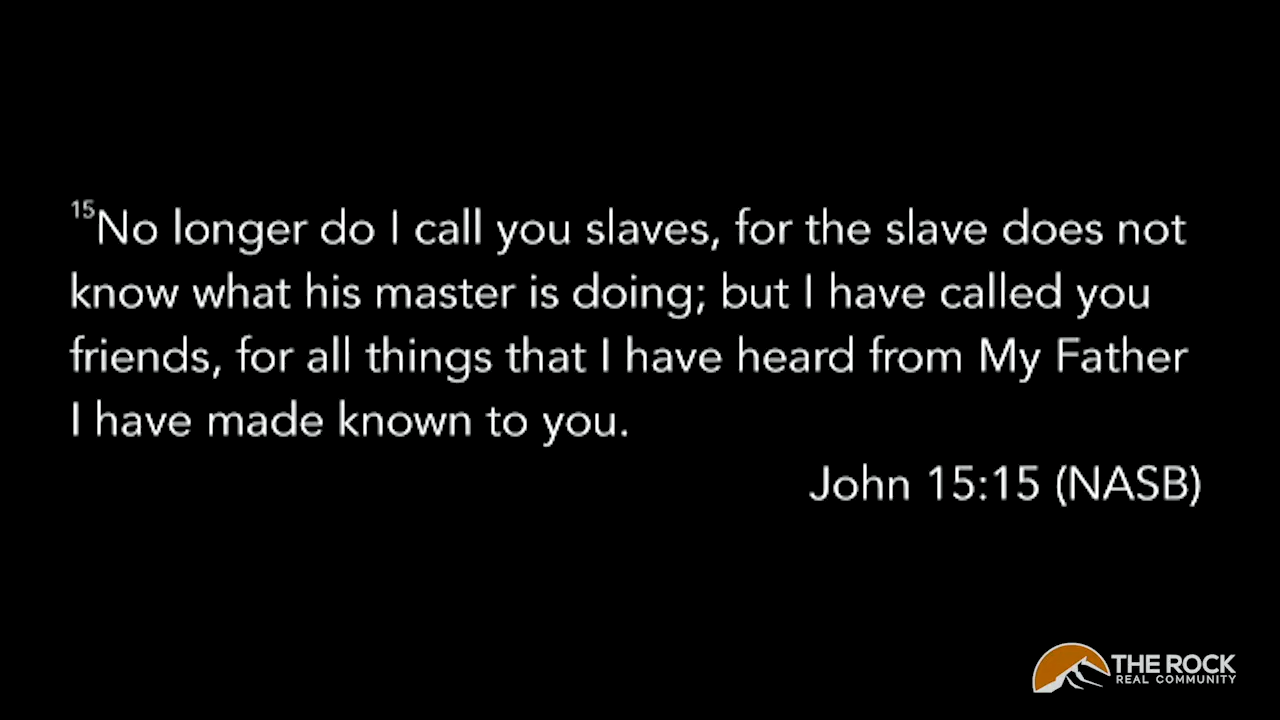 15No longer do I call you slaves, for the slave does not
know what his master is doing; but I have called you
friends, for all things that I have heard from My Father
I have made known to you.
John 15:15 (NASB)
THE ROCK
REAL COMMUNITY